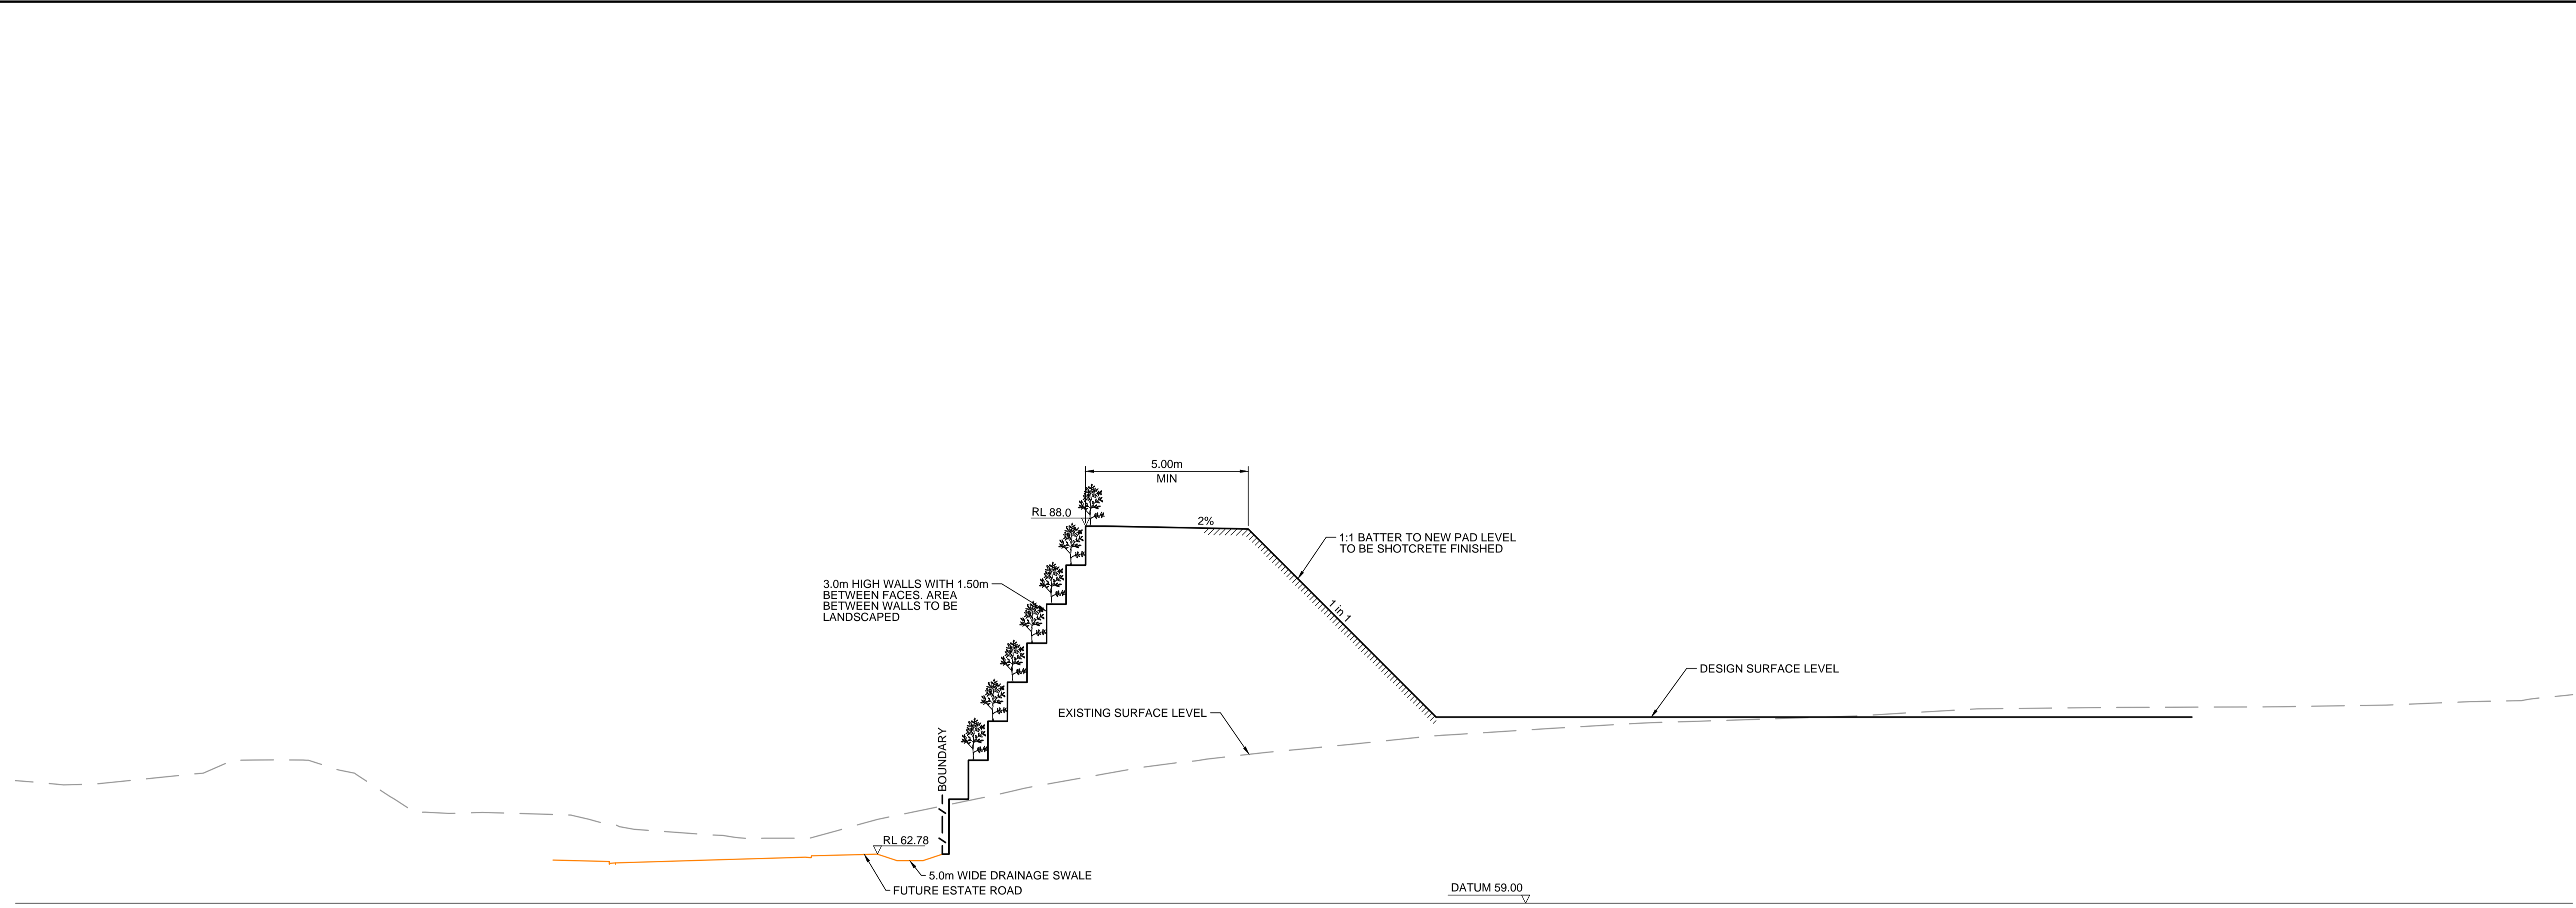 5.00m
MIN
RL 88.0
2%
1:1 BATTER TO NEW PAD LEVEL
TO BE SHOTCRETE FINISHED
3.0m HIGH WALLS WITH 1.50m
BETWEEN FACES. AREA
BETWEEN WALLS TO BE
LANDSCAPED
1 in 1
DESIGN SURFACE LEVEL
EXISTING SURFACE LEVEL
BOUNDARY
RL 62.78
5.0m WIDE DRAINAGE SWALE
FUTURE ESTATE ROAD
DATUM 59.00